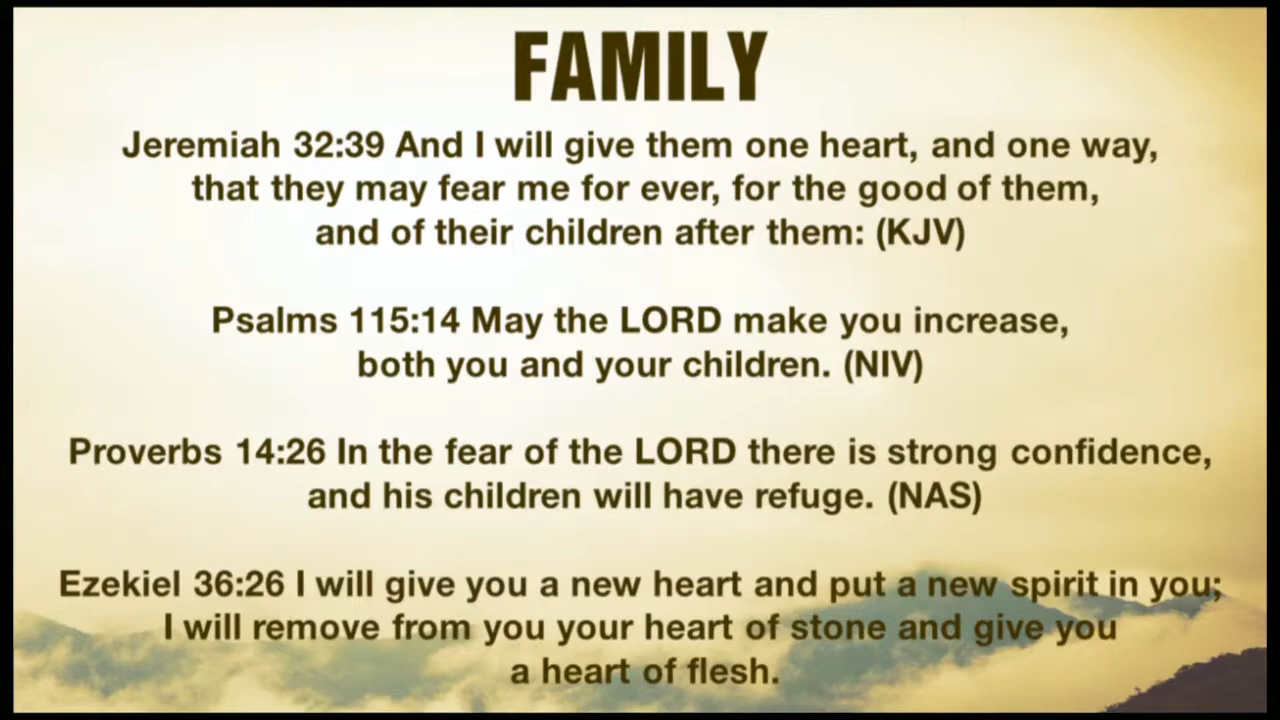 FAMILY
Jeremiah 32:39 And I will give them one heart, and one way,
that they may fear me for ever, for the good of them,
and of their children after them: (KJV)
Psalms 115:14 May the LORD make you increase,
both you and your children. (NIV)
Proverbs 14:26 In the fear of the LORD there is strong confidence,
and his children will have refuge. (NAS)
Ezekiel 36:26 I will give you a new heart and put a new spirit in you;
I will remove from you your heart of stone and give you
a heart of flesh.